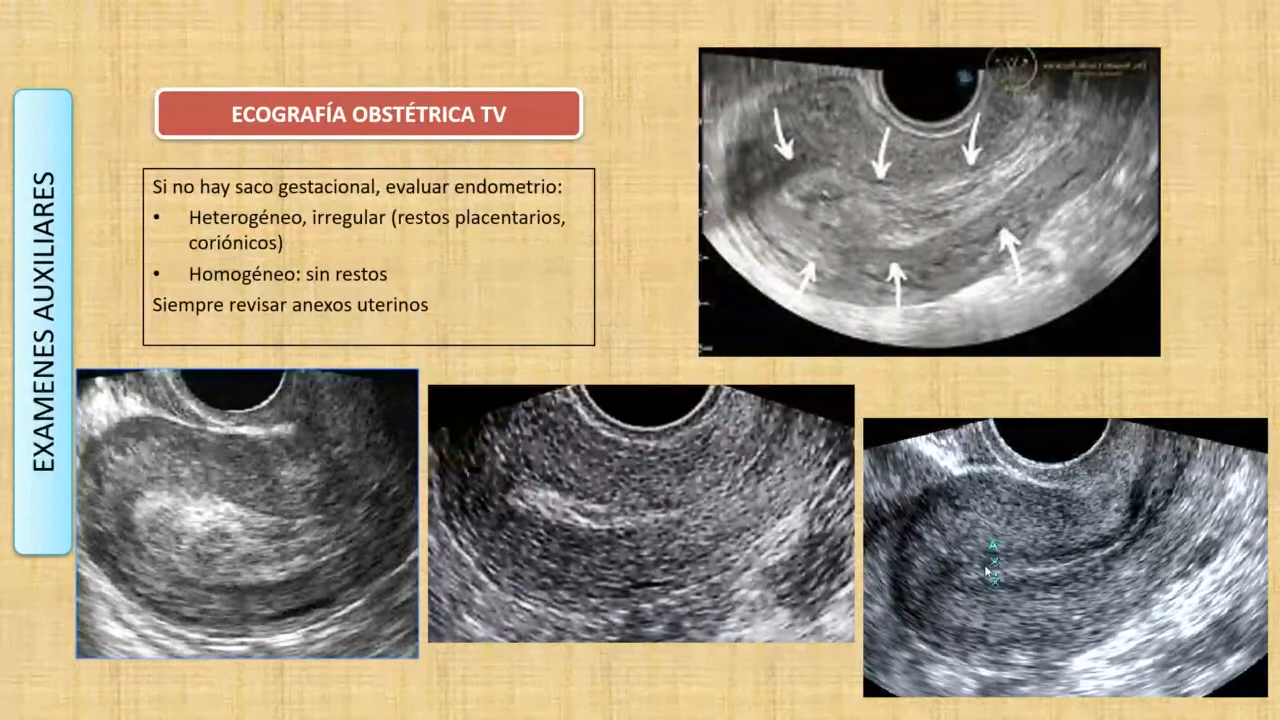 EXAMENES AUXILIARES
ECOGRAFÍA OBSTÉTRICA TV
Si no hay saco gestacional, evaluar endometrio:
• Heterogéneo, irregular (restos placentarios,
coriónicos)
• Homogéneo: sin restos
Siempre revisar anexos uterinos
A